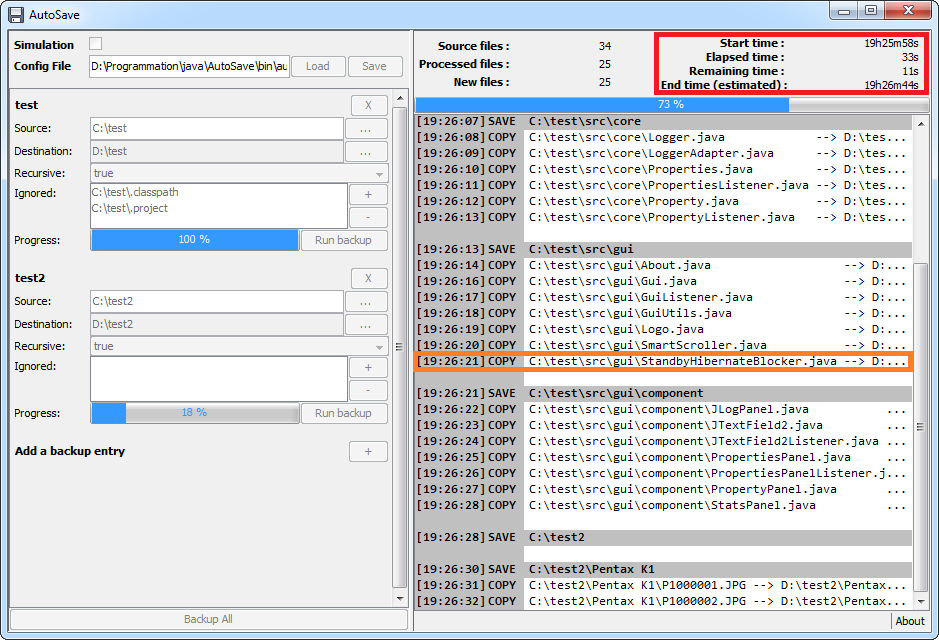 AutoSave
Simulation
Config File D:\Programmation\java\AutoSave\bin\au Load Save
test X
Source: C:\test ...
Destination: D:\test ...
Recursive: true
Ignored: C:\test\.classpath +
C:\test\.project -
Progress: 100 % Run backup
test2 X
Source: C:\test2 ...
Destination: D:\test2 ...
Recursive: true
Ignored: +
-
Progress: 18 % Run backup
Add a backup entry +
Backup All
Source files : 34
Processed files : 25
New files : 25
Start time : 19h25m58s
Elapsed time : 33s
Remaining time : 11s
End time (estimated) : 19h26m44s
73 %
[19:26:07] SAVE C:\test\src\core
[19:26:08] COPY C:\test\src\core\Logger.java --> D:\tes...
[19:26:09] COPY C:\test\src\core\LoggerAdapter.java --> D:\tes...
[19:26:10] COPY C:\test\src\core\Properties.java --> D:\tes...
[19:26:11] COPY C:\test\src\core\PropertiesListener.java --> D:\tes...
[19:26:12] COPY C:\test\src\core\Property.java --> D:\tes...
[19:26:13] COPY C:\test\src\core\PropertyListener.java --> D:\tes...
[19:26:13] SAVE C:\test\src\gui
[19:26:14] COPY C:\test\src\gui\About.java --> D:...
[19:26:16] COPY C:\test\src\gui\Gui.java --> D:...
[19:26:17] COPY C:\test\src\gui\GuiListener.java --> D:...
[19:26:18] COPY C:\test\src\gui\GuiUtils.java --> D:...
[19:26:19] COPY C:\test\src\gui\Logo.java --> D:...
[19:26:20] COPY C:\test\src\gui\SmartScroller.java --> D:...
[19:26:21] COPY C:\test\src\gui\StandbyHibernateBlocker.java --> D:...
[19:26:21] SAVE C:\test\src\gui\component
[19:26:22] COPY C:\test\src\gui\component\JLogPanel.java ...
[19:26:23] COPY C:\test\src\gui\component\JTextField2.java ...
[19:26:24] COPY C:\test\src\gui\component\JTextField2Listener.java ...
[19:26:25] COPY C:\test\src\gui\component\PropertiesPanel.java ...
[19:26:26] COPY C:\test\src\gui\component\PropertiesPanelListener.j...
[19:26:27] COPY C:\test\src\gui\component\PropertyPanel.java ...
[19:26:28] COPY C:\test\src\gui\component\StatsPanel.java ...
[19:26:28] SAVE C:\test2
[19:26:30] SAVE C:\test2\Pentax K1
[19:26:31] COPY C:\test2\Pentax K1\P1000001.JPG --> D:\test2\Pentax...
[19:26:32] COPY C:\test2\Pentax K1\P1000002.JPG --> D:\test2\Pentax...
About